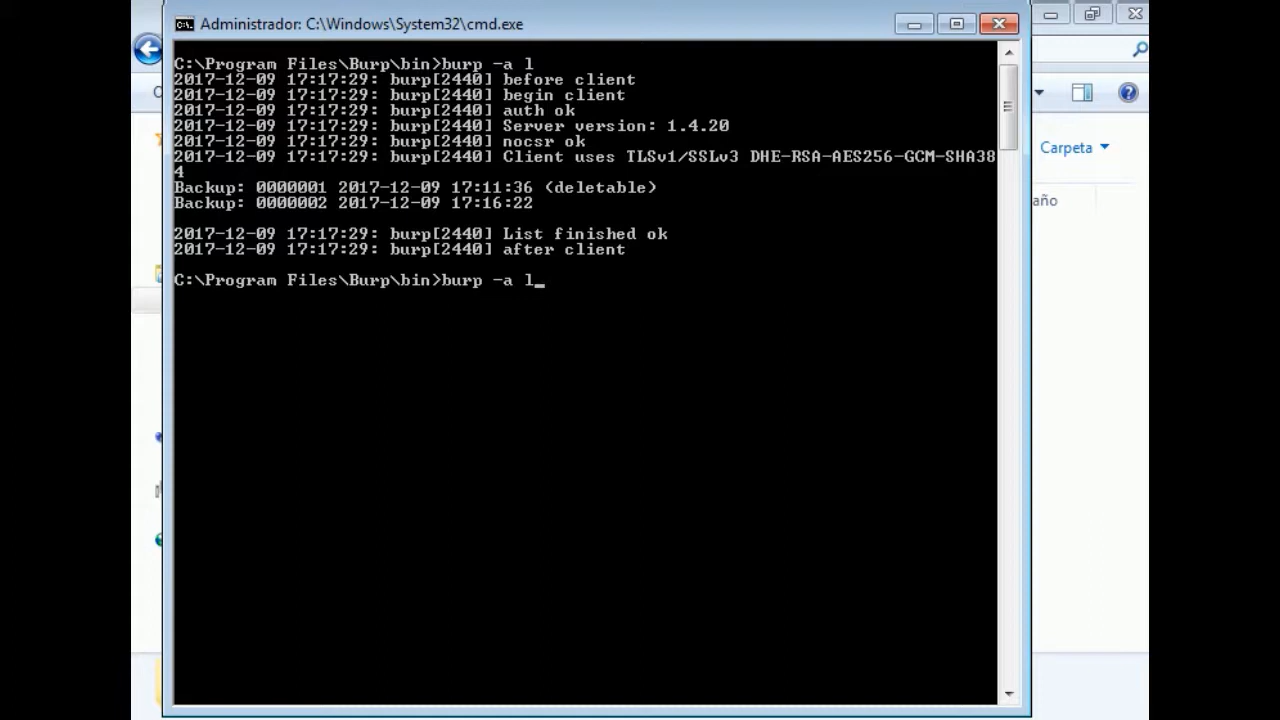 Administrador: C:\Windows\System32\cmd.exe
C:\Program Files\Burp\bin>burp -a l
2017-12-09 17:17:29: burp[2440] before client
2017-12-09 17:17:29: burp[2440] begin client
2017-12-09 17:17:29: burp[2440] auth ok
2017-12-09 17:17:29: burp[2440] Server version: 1.4.20
2017-12-09 17:17:29: burp[2440] nocsr ok
2017-12-09 17:17:29: burp[2440] Client uses TLSv1/SSLv3 DHE-RSA-AES256-GCM-SHA38
4
Backup: 0000001 2017-12-09 17:11:36 (deletable)
Backup: 0000002 2017-12-09 17:16:22
2017-12-09 17:17:29: burp[2440] List finished ok
2017-12-09 17:17:29: burp[2440] after client
C:\Program Files\Burp\bin>burp -a l_
Carpeta
año